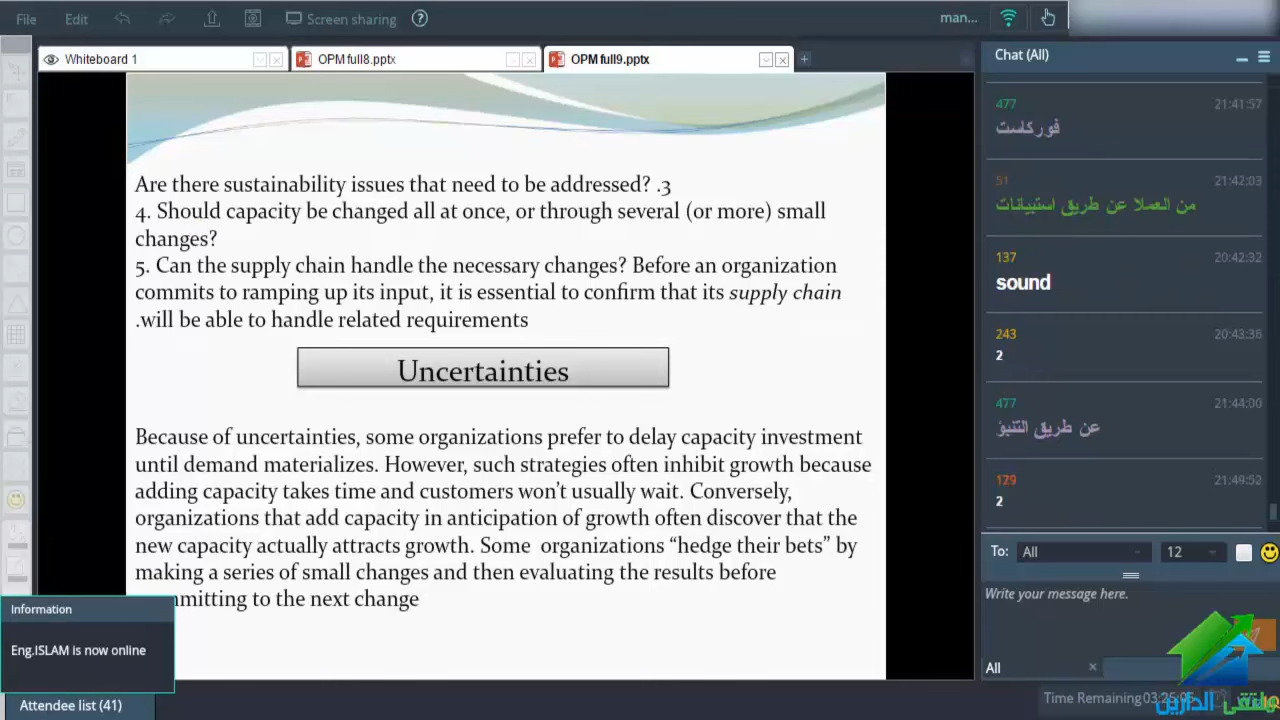 File Edit Screen sharing ? man...
Whiteboard 1 OPM full8.pptx OPM full9.pptx
Are there sustainability issues that need to be addressed? .3
4. Should capacity be changed all at once, or through several (or more) small
changes?
5. Can the supply chain handle the necessary changes? Before an organization
commits to ramping up its input, it is essential to confirm that its supply chain
.will be able to handle related requirements
Uncertainties
Because of uncertainties, some organizations prefer to delay capacity investment
until demand materializes. However, such strategies often inhibit growth because
adding capacity takes time and customers won't usually wait. Conversely,
organizations that add capacity in anticipation of growth often discover that the
new capacity actually attracts growth. Some organizations “hedge their bets” by
making a series of small changes and then evaluating the results before
mmitting to the next change
Information
Eng.ISLAM is now online
Attendee list (41)
Chat (All)
477 21:41:57
فوركاست
51 21:42:03
من العملا عن طريق استبيانات
137 20:42:32
sound
243 20:43:36
2
477 21:44:00
عن طريق التنبؤ
129 21:49:52
2
To: All 12
Write your message here.
All
Time Remaining
ملتقى الدارين